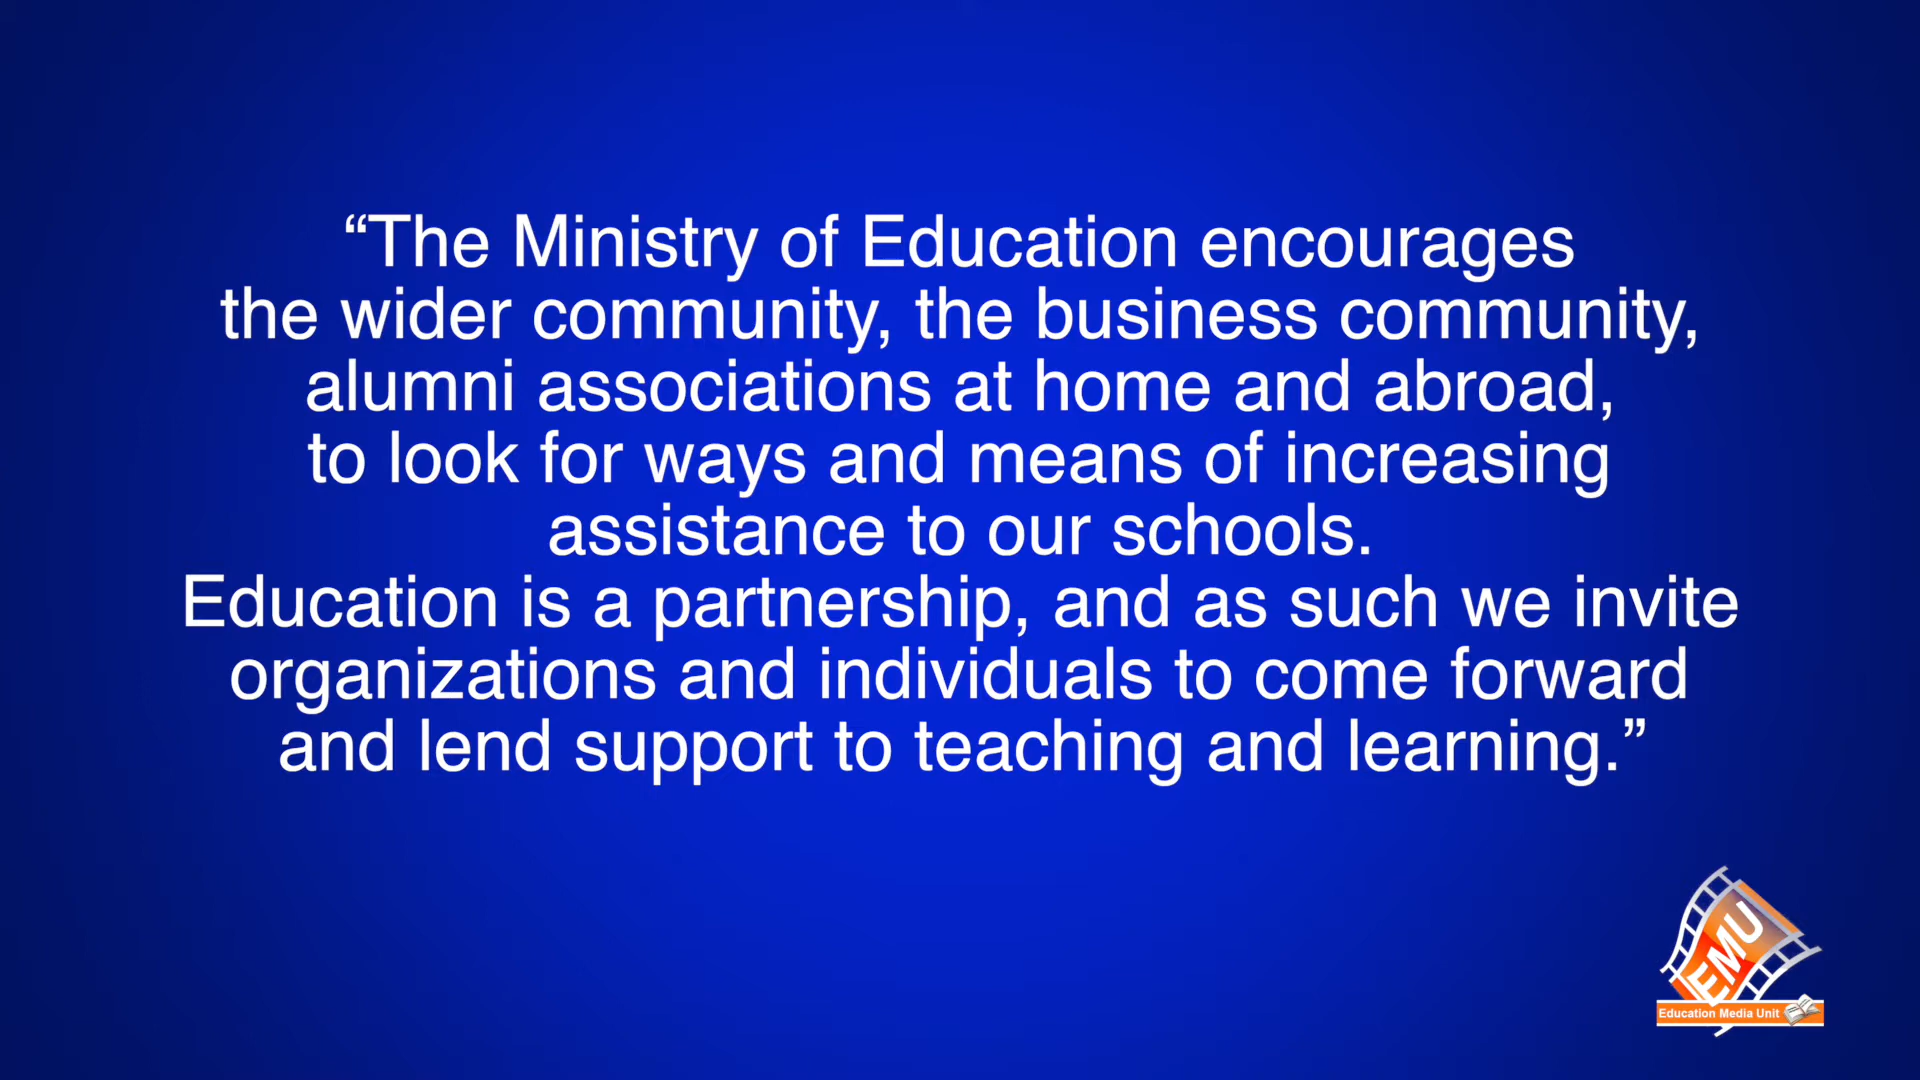 “The Ministry of Education encourages
the wider community, the business community,
alumni associations at home and abroad,
to look for ways and means of increasing
assistance to our schools.
Education is a partnership, and as such we invite
organizations and individuals to come forward
and lend support to teaching and learning.”
EMU
Education Media Unit